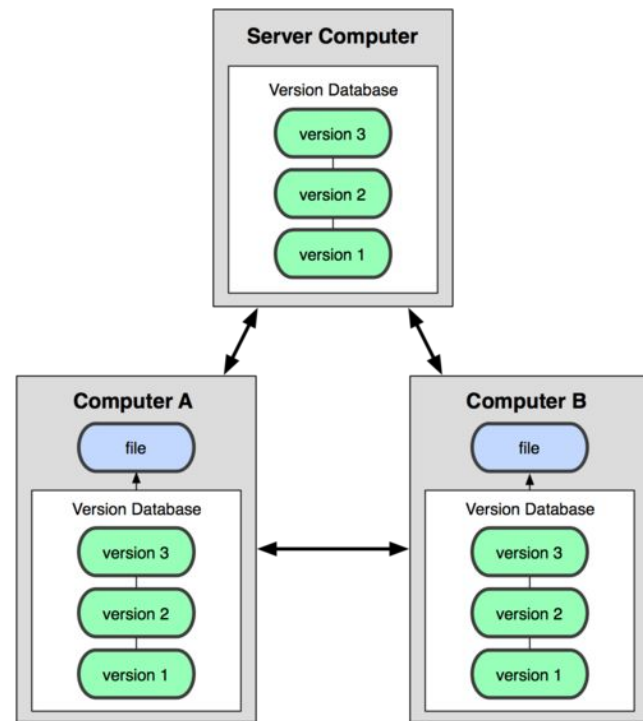 Server Computer
Version Database
version 3
version 2
version 1
Computer A
file
Version Database
version 3
version 2
version 1
Computer B
file
Version Database
version 3
version 2
version 1